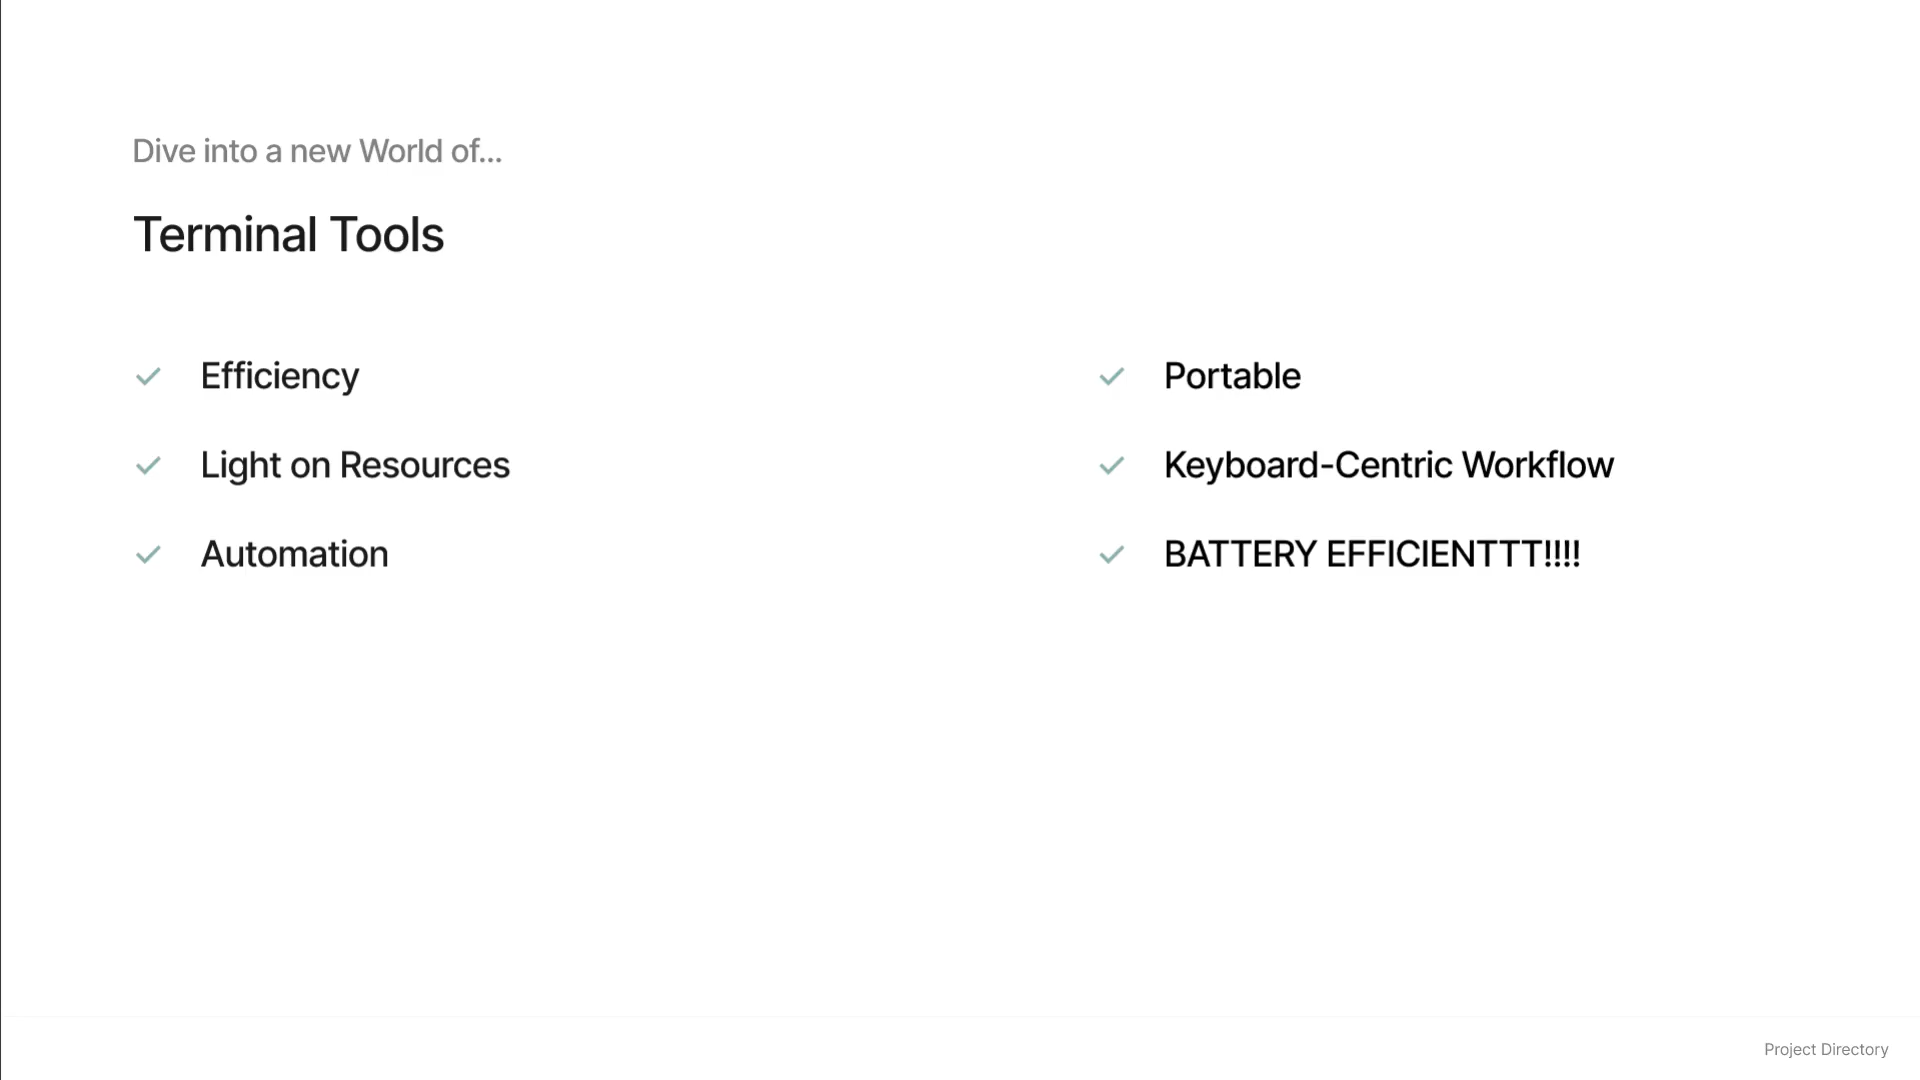 Dive into a new World of...
Terminal Tools
Efficiency
Light on Resources
Automation
Portable
Keyboard-Centric Workflow
BATTERY EFFICIENTTT!!!!
Project Directory